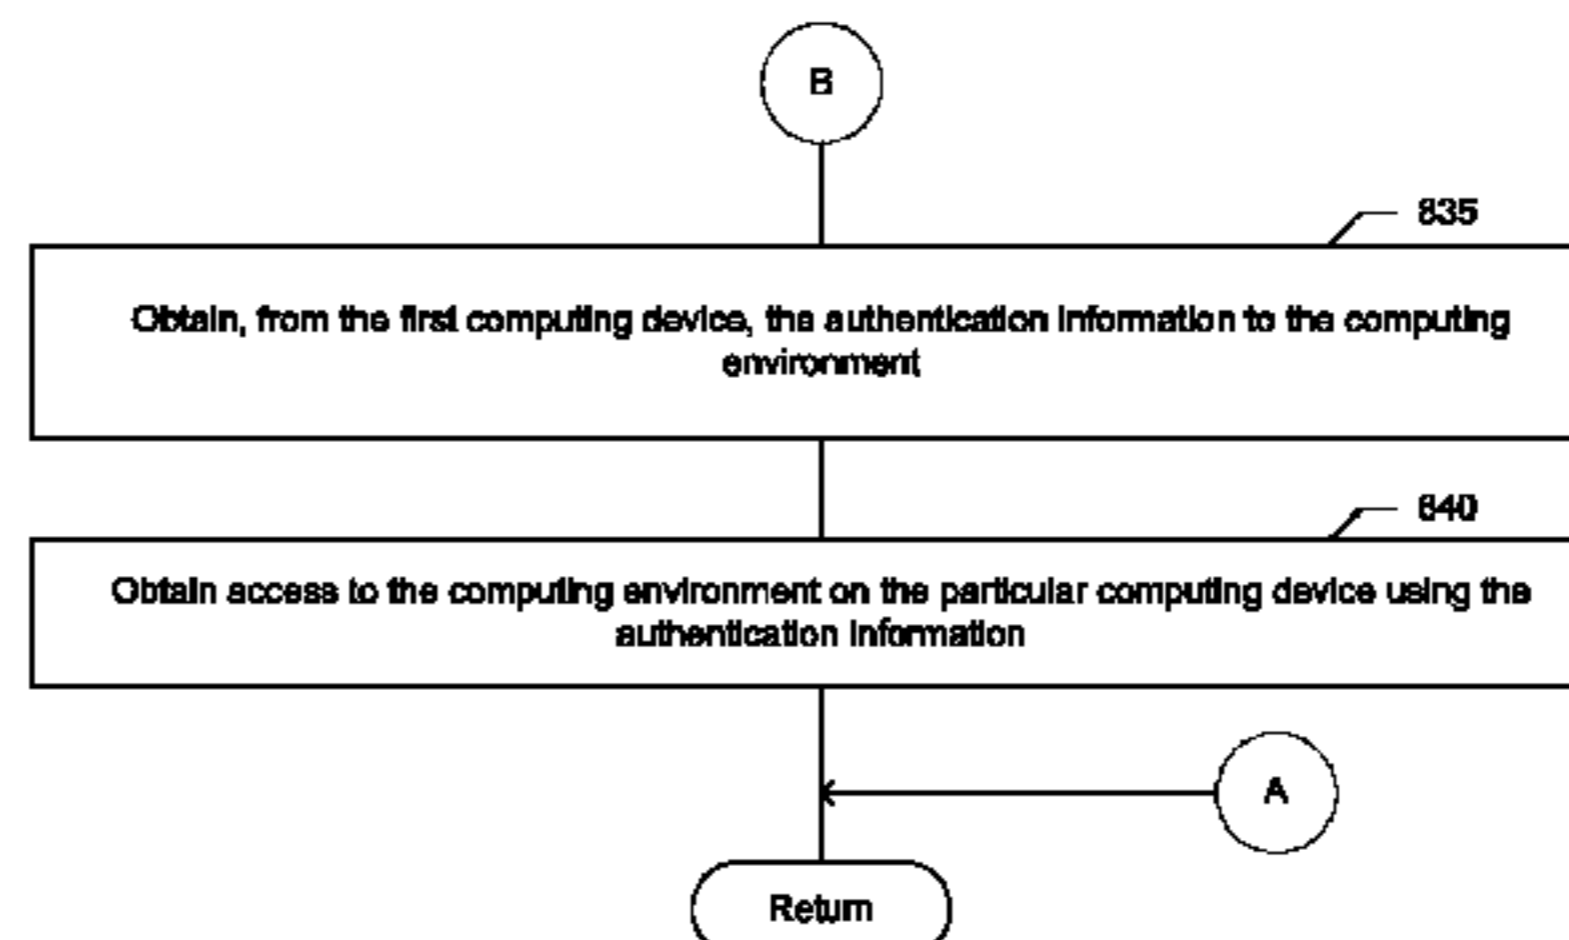 B
835
Obtain, from the first computing device, the authentication information to the computing
environment
840
Obtain access to the computing environment on the particular computing device using the
authentication information
A
Return